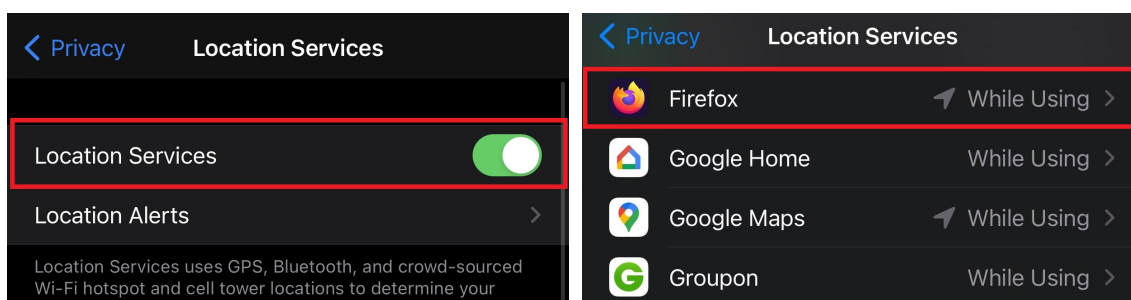 Privacy Location Services
Location Services
Location Alerts
Location Services uses GPS, Bluetooth, and crowd-sourced
Wi-Fi hotspot and cell tower locations to determine your
Privacy Location Services
Firefox While Using
Google Home While Using
Google Maps While Using
Groupon While Using